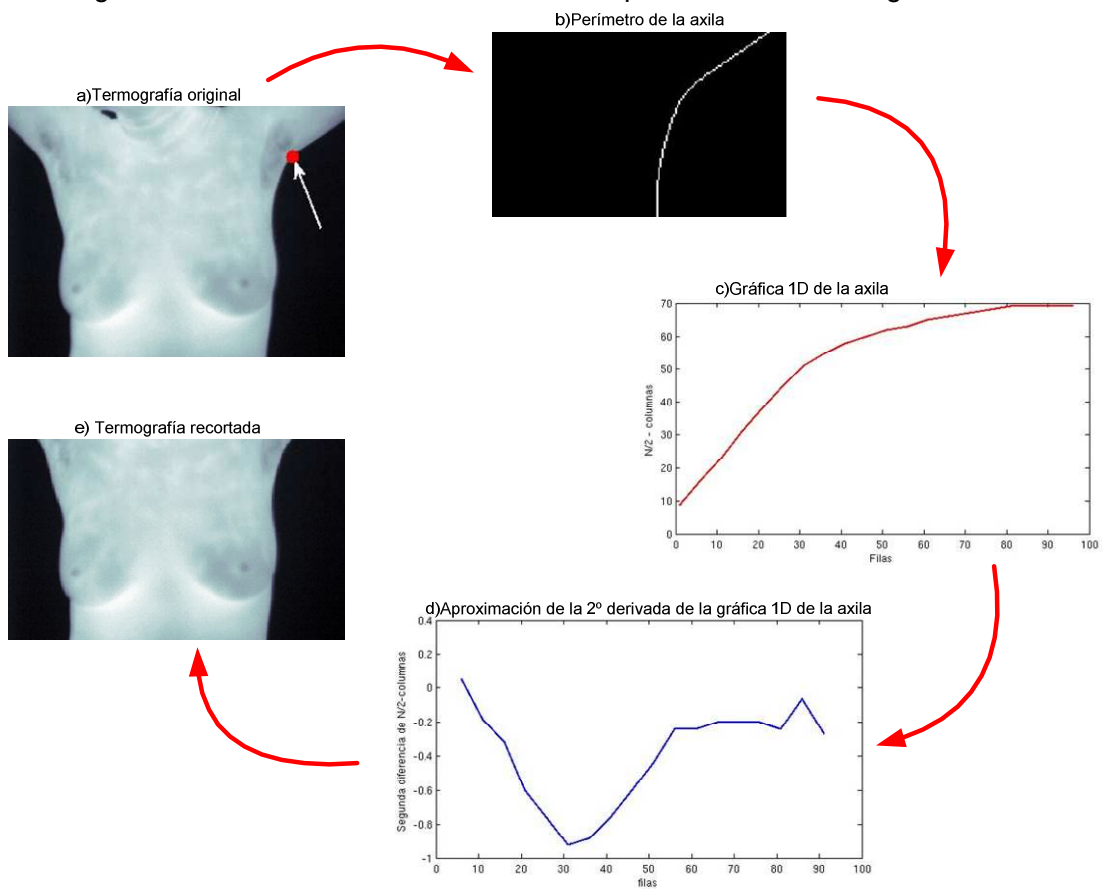 b)Perímetro de la axila
a)Termografía original
c)Gráfica 1D de la axila
70
60
50
40
30
20
10
0
N/2 - columnas
0 10 20 30 40 50 60 70 80 90 100
Filas
e) Termografía recortada
d)Aproximación de la 2º derivada de la gráfica 1D de la axila
0.4
0.2
0
-0.2
-0.4
-0.6
-0.8
-1
Segunda diferencia de N/2-columnas
0 10 20 30 40 50 60 70 80 90 100
filas